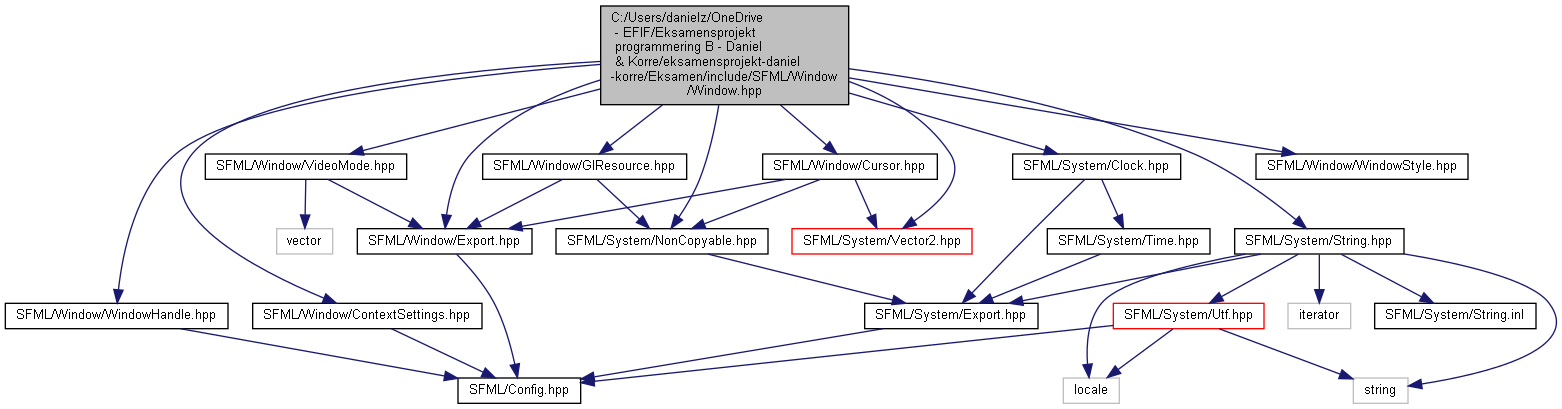 C:/Users/danielz/OneDrive
- EFIF/Eksamensprojekt
programmering B - Daniel
& Korre/eksamensprojekt-daniel
-korre/Eksamen/include/SFML/Window
/Window.hpp
SFML/Window/VideoMode.hpp
SFML/Window/GlResource.hpp
SFML/Window/Cursor.hpp
SFML/System/Clock.hpp
SFML/Window/WindowStyle.hpp
vector
SFML/Window/Export.hpp
SFML/System/NonCopyable.hpp
SFML/System/Vector2.hpp
SFML/System/Time.hpp
SFML/System/String.hpp
SFML/Window/WindowHandle.hpp
SFML/Window/ContextSettings.hpp
SFML/System/Export.hpp
SFML/System/Utf.hpp
iterator
SFML/System/String.inl
SFML/Config.hpp
locale
string